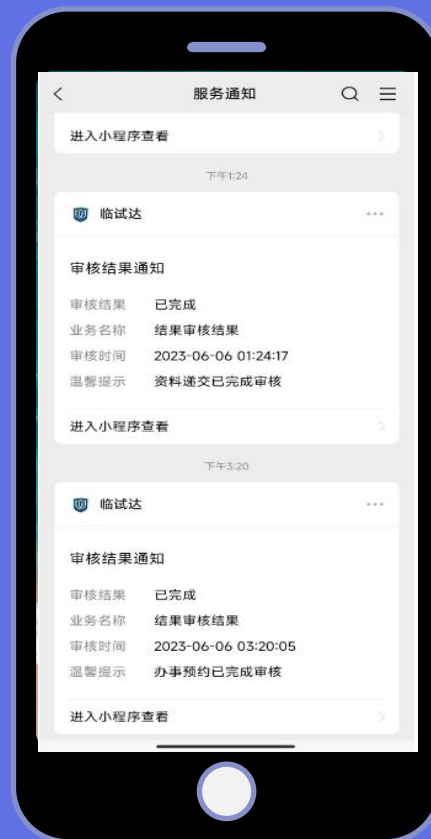 服务通知
进入小程序查看
下午1:24
临试达
审核结果通知
审核结果 已完成
业务名称 结果审核结果
审核时间 2023-06-06 01:24:17
温馨提示 资料递交已完成审核
进入小程序查看
下午3:20
临试达
审核结果通知
审核结果 已完成
业务名称 结果审核结果
审核时间 2023-06-06 03:20:05
温馨提示 办事预约已完成审核
进入小程序查看